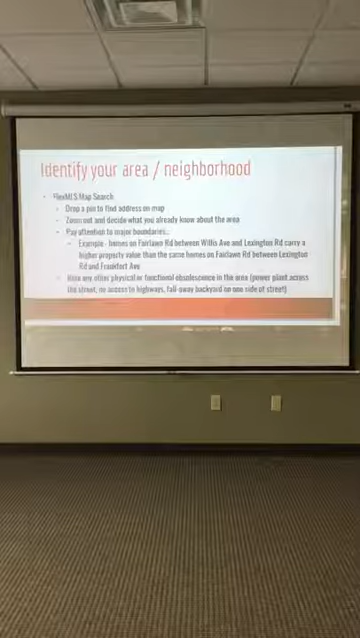 Identify your area / neighborhood
- FlexMLS Map Search
- Drop a pin to find address on map
- Zoom out and decide what you already know about the area
- Pay attention to major boundaries...
- Example - homes on Fairlawn Rd between Willis Ave and Lexington Rd carry a
higher property value than the same homes on Fairlawn Rd between Lexington
Rd and Frankfort Ave
- any other physical or functional obsolescence in the area (power plant across
the street, no access to highways, fall-away backyard on one side of street)